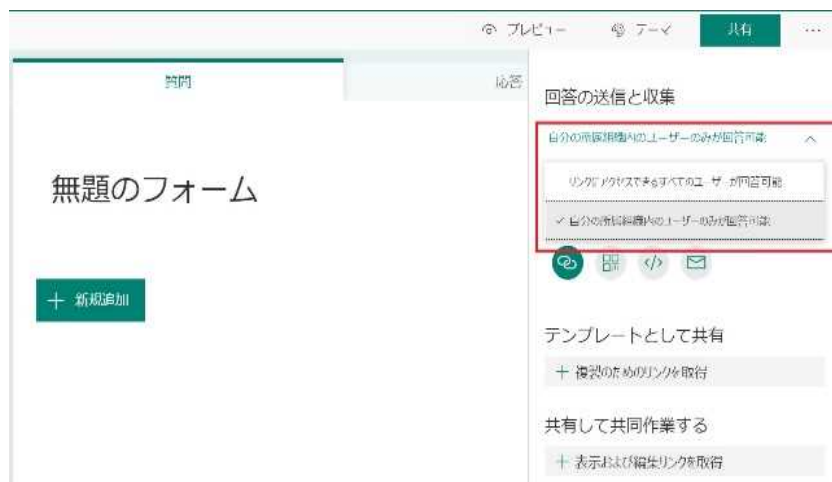 プレビュー
テーマ
共有
質問
応答
回答の送信と収集
自分の所属組織内のユーザーのみが回答可能
リンクにアクセスできるすべてのユーザーが回答可能
自分の所属組織内のユーザーのみが回答可能
無題のフォーム
新規追加
テンプレートとして共有
複製のためのリンクを取得
共有して共同作業する
表示および編集リンクを取得